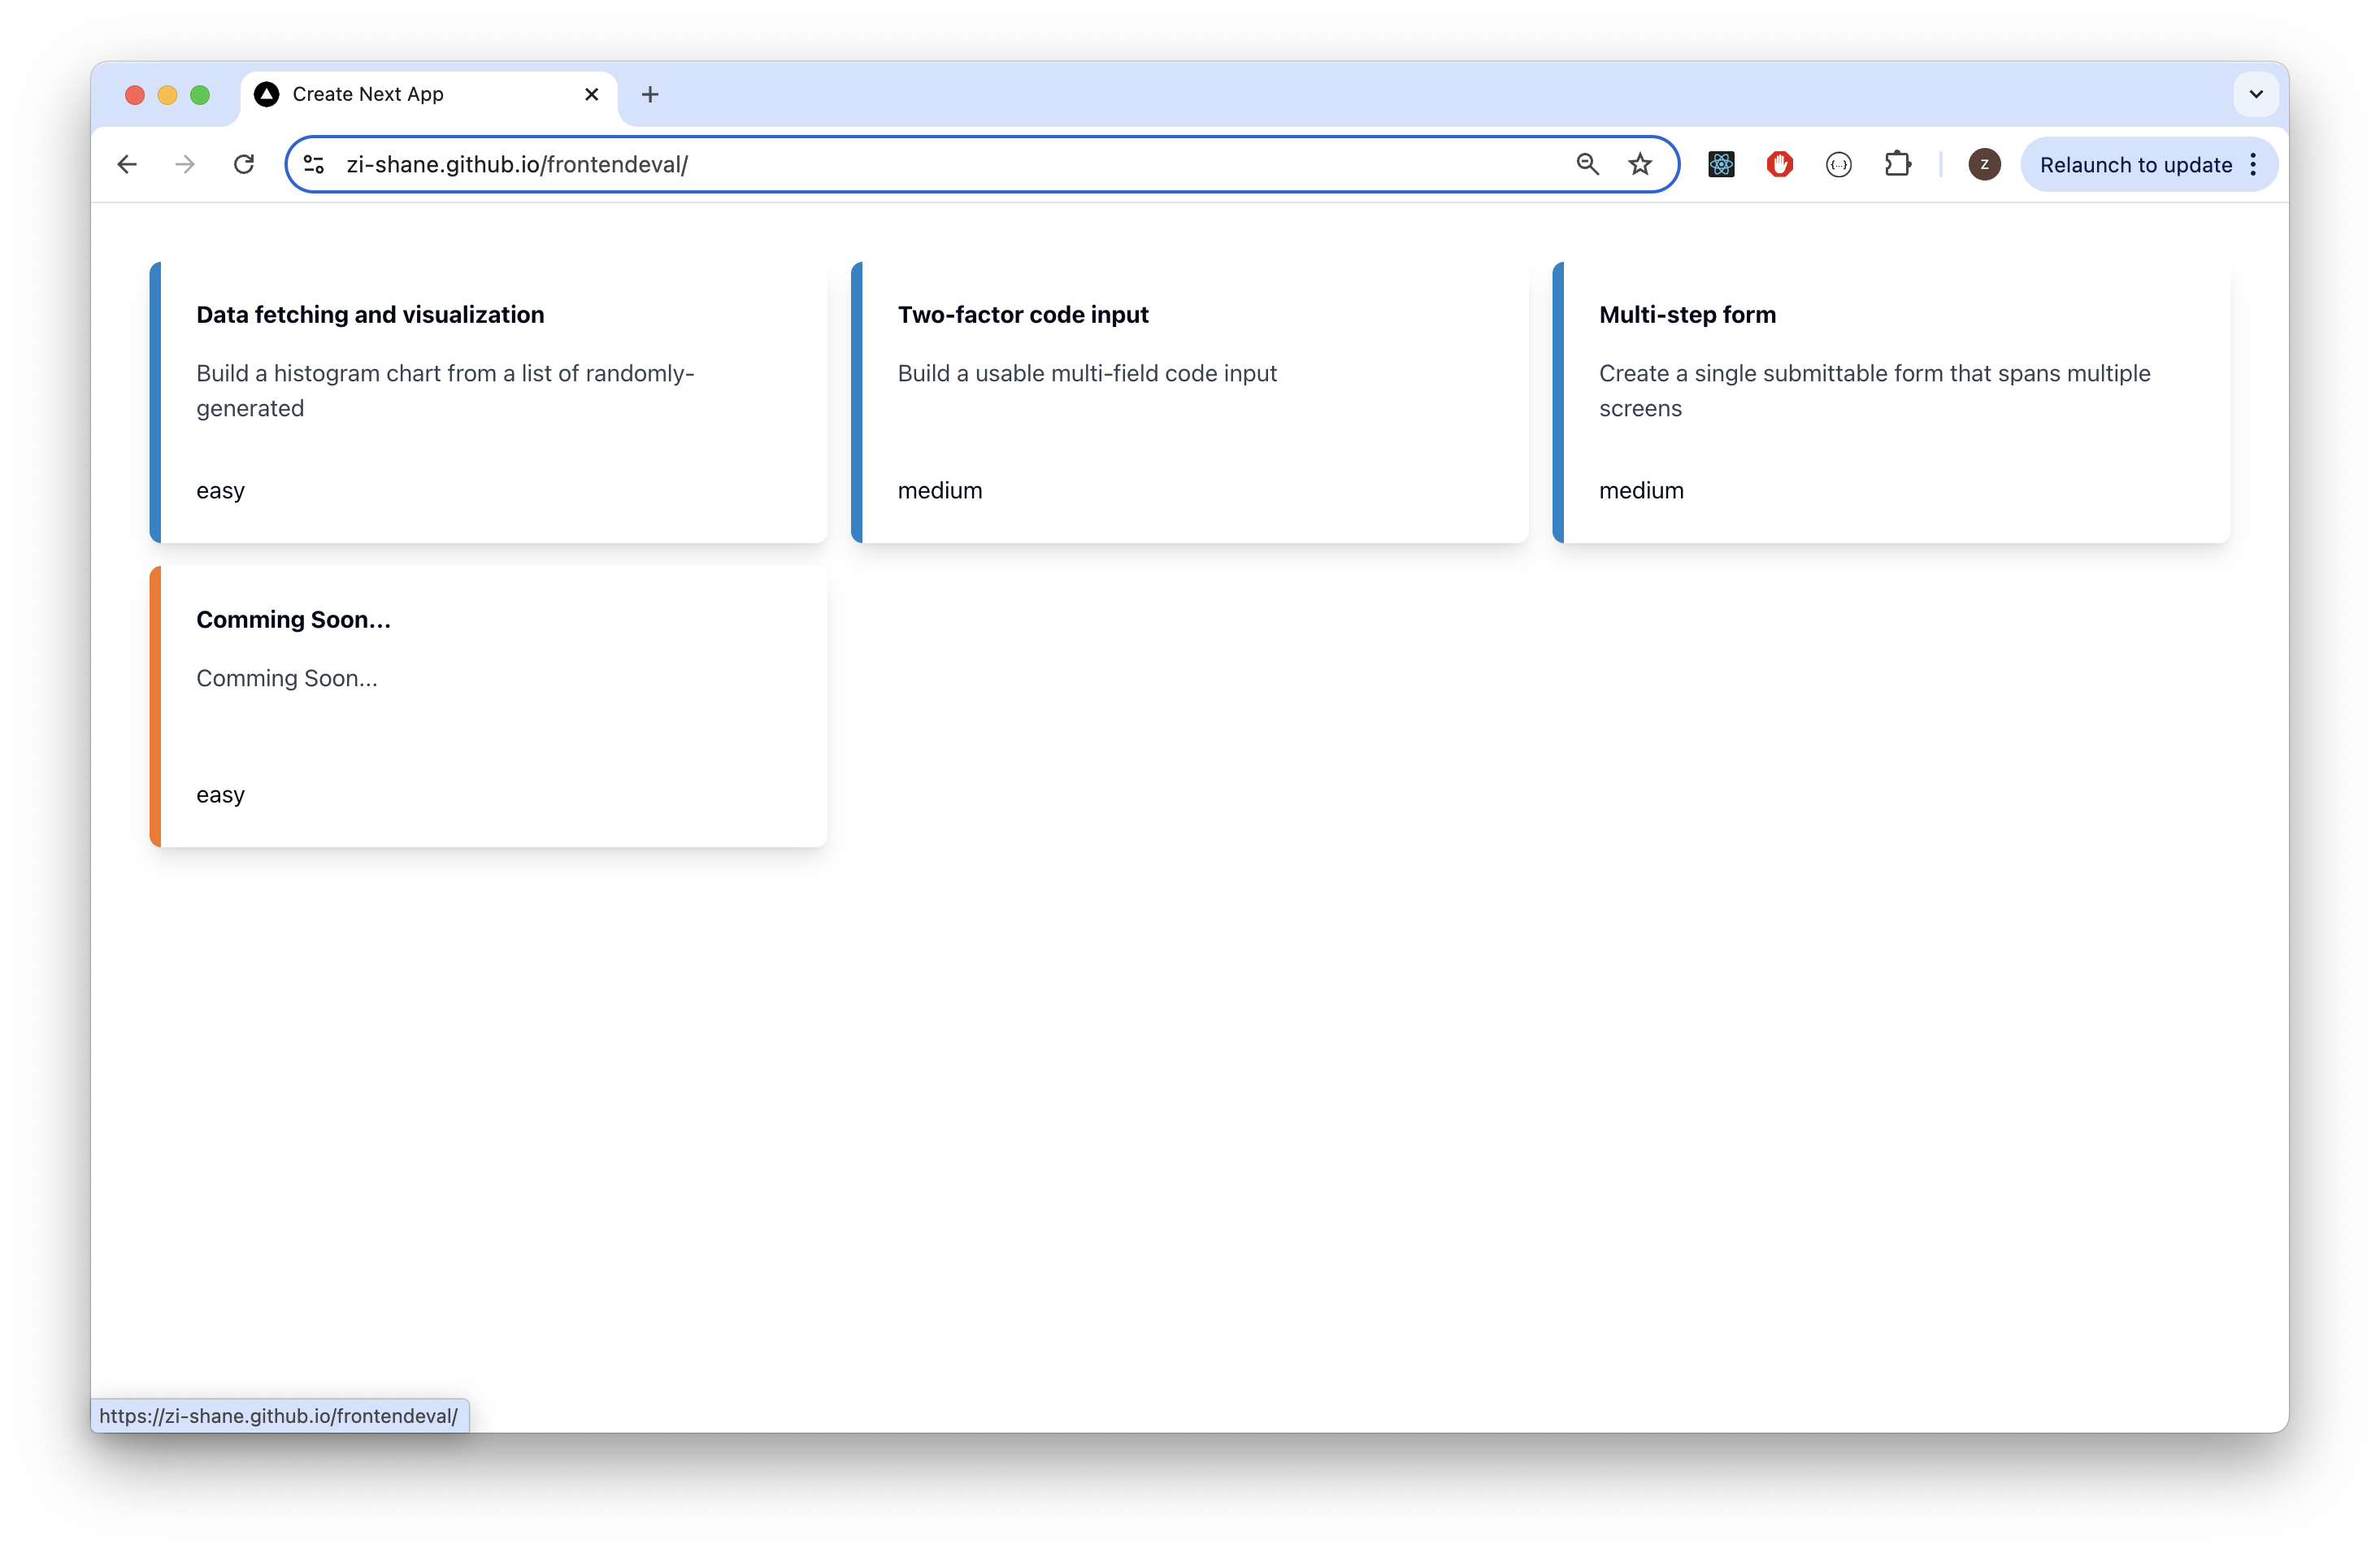 Create Next App
zi-shane.github.io/frontendeval/
{...}
z
Relaunch to update
Data fetching and visualization
Build a histogram chart from a list of randomly-
generated
easy
Two-factor code input
Build a usable multi-field code input
medium
Multi-step form
Create a single submittable form that spans multiple
screens
medium
Comming Soon...
Comming Soon...
easy
https://zi-shane.github.io/frontendeval/